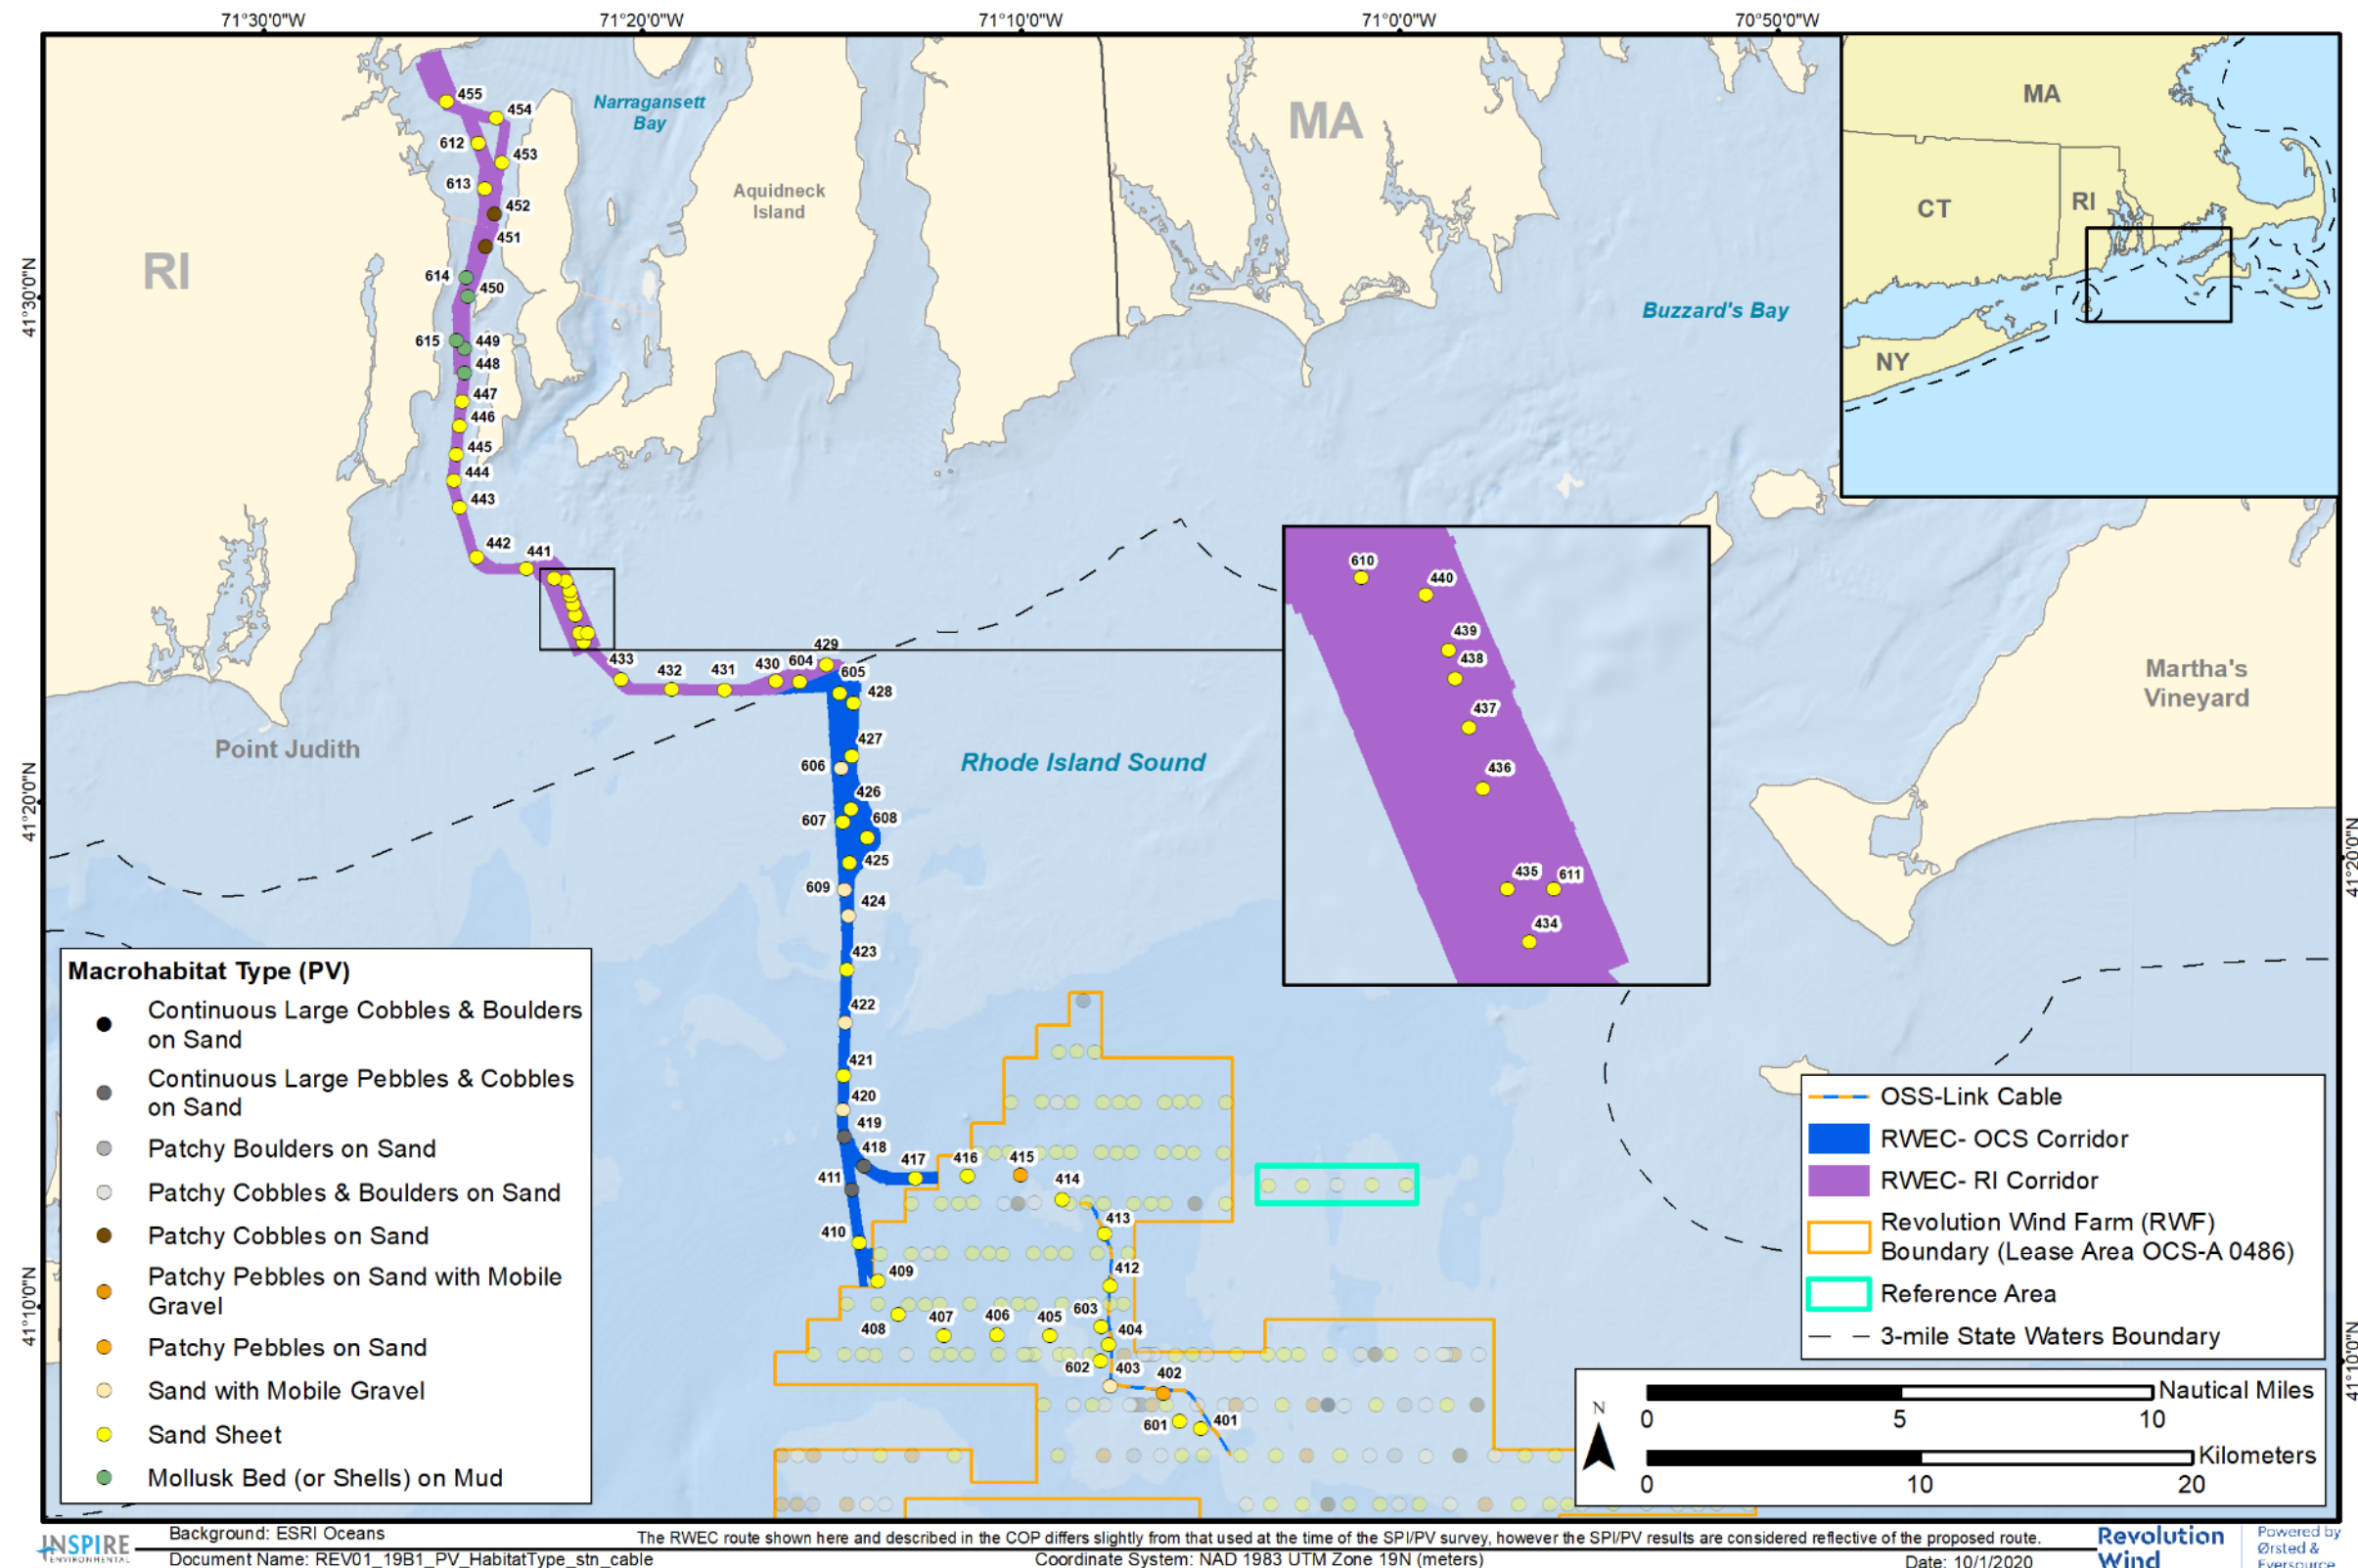 71°30'0"W
71°20'0"W
71°10'0"W
71°0'0"W
70°50'0"W
41°30'0"N
41°20'0"N
41°10'0"N
41°20'0"N
41°10'0"N
Narragansett
Bay
Aquidneck
Island
RI
MA
Buzzard's Bay
Point Judith
Rhode Island Sound
Martha's
Vineyard
MA
CT
RI
NY
455
454
612
453
613
452
451
614
450
615
449
448
447
446
445
444
443
442
441
433
432
431
430
604
429
605
428
427
606
426
607
608
425
609
424
423
422
421
420
419
418
417
416
415
414
411
413
410
412
409
603
408
407
406
405
404
602
403
402
601
401
610
440
439
438
437
436
435
611
434
Macrohabitat Type (PV)
Continuous Large Cobbles & Boulders
on Sand
Continuous Large Pebbles & Cobbles
on Sand
Patchy Boulders on Sand
Patchy Cobbles & Boulders on Sand
Patchy Cobbles on Sand
Patchy Pebbles on Sand with Mobile
Gravel
Patchy Pebbles on Sand
Sand with Mobile Gravel
Sand Sheet
Mollusk Bed (or Shells) on Mud
OSS-Link Cable
RWEC- OCS Corridor
RWEC- RI Corridor
Revolution Wind Farm (RWF)
Boundary (Lease Area OCS-A 0486)
Reference Area
3-mile State Waters Boundary
N
Nautical Miles
0 5 10
Kilometers
0 10 20
INSPIRE
ENVIRONMENTAL
Background: ESRI Oceans
Document Name: REV01_19B1_PV_HabitatType_stn_cable
The RWEC route shown here and described in the COP differs slightly from that used at the time of the SPI/PV survey, however the SPI/PV results are considered reflective of the proposed route.
Coordinate System: NAD 1983 UTM Zone 19N (meters)
Date: 10/1/2020
Revolution
Wind
Powered by
Ørsted &
Eversource